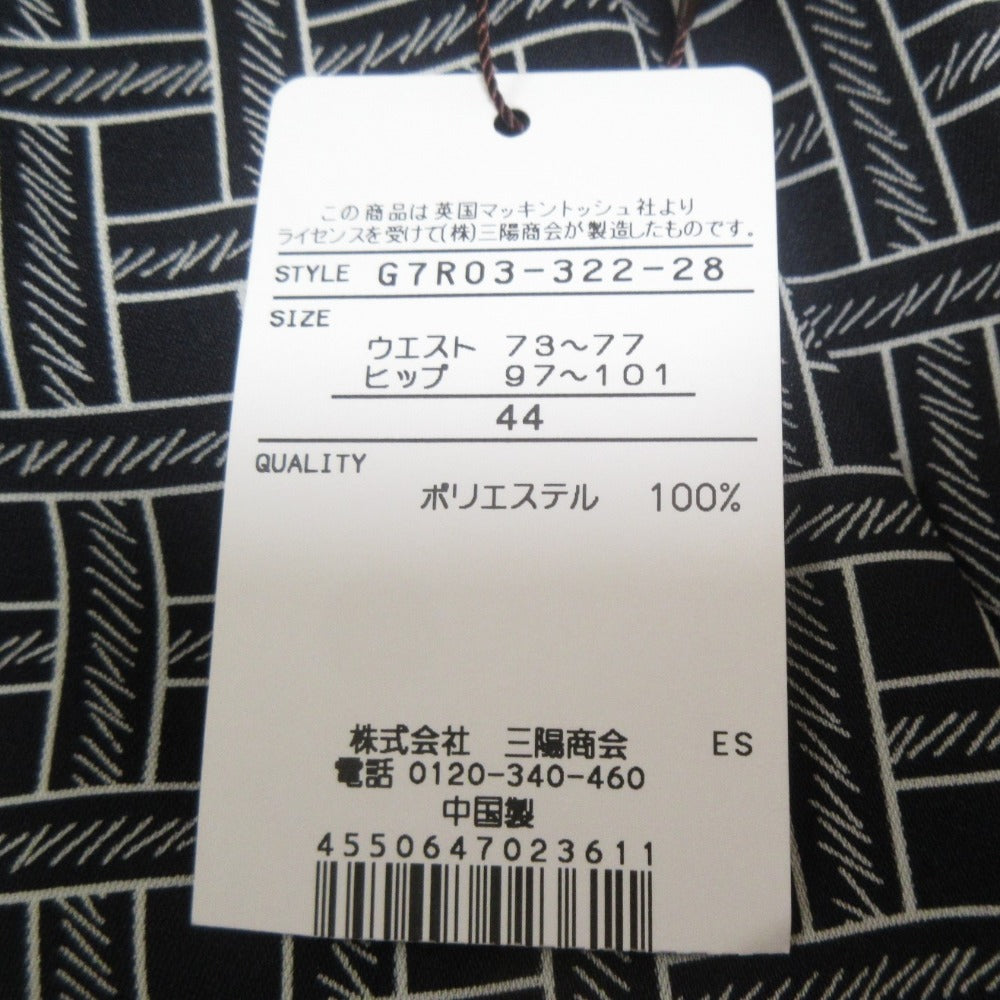 この商品は英国マッキントッシュ社より
ライセンスを受けて(株)三陽商会が製造したものです。
STYLE G7R03-322-28
SIZE
ウエスト 73～77
ヒップ 97～101
44
QUALITY
ポリエステル 100%
株式会社 三陽商会 ES
電話 0120-340-460
中国製
4550647023611